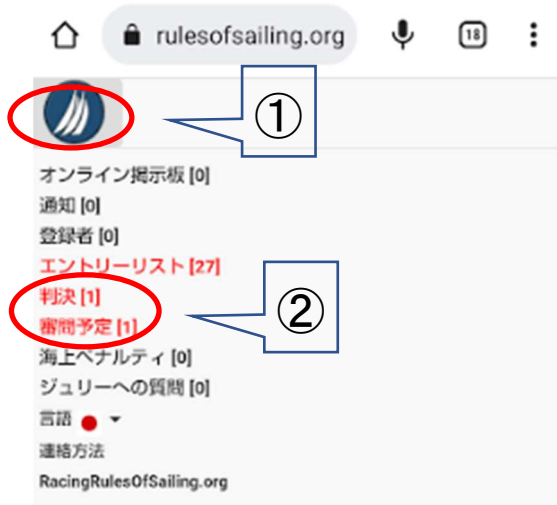 rulesofsailing.org
18
①
オンライン掲示板 [0]
通知 [0]
登録者 [0]
エントリーリスト [27]
判決 [1]
②
審問予定 [1]
海上ペナルティ [0]
ジュリーへの質問 [0]
言語
連絡方法
RacingRulesOfSailing.org